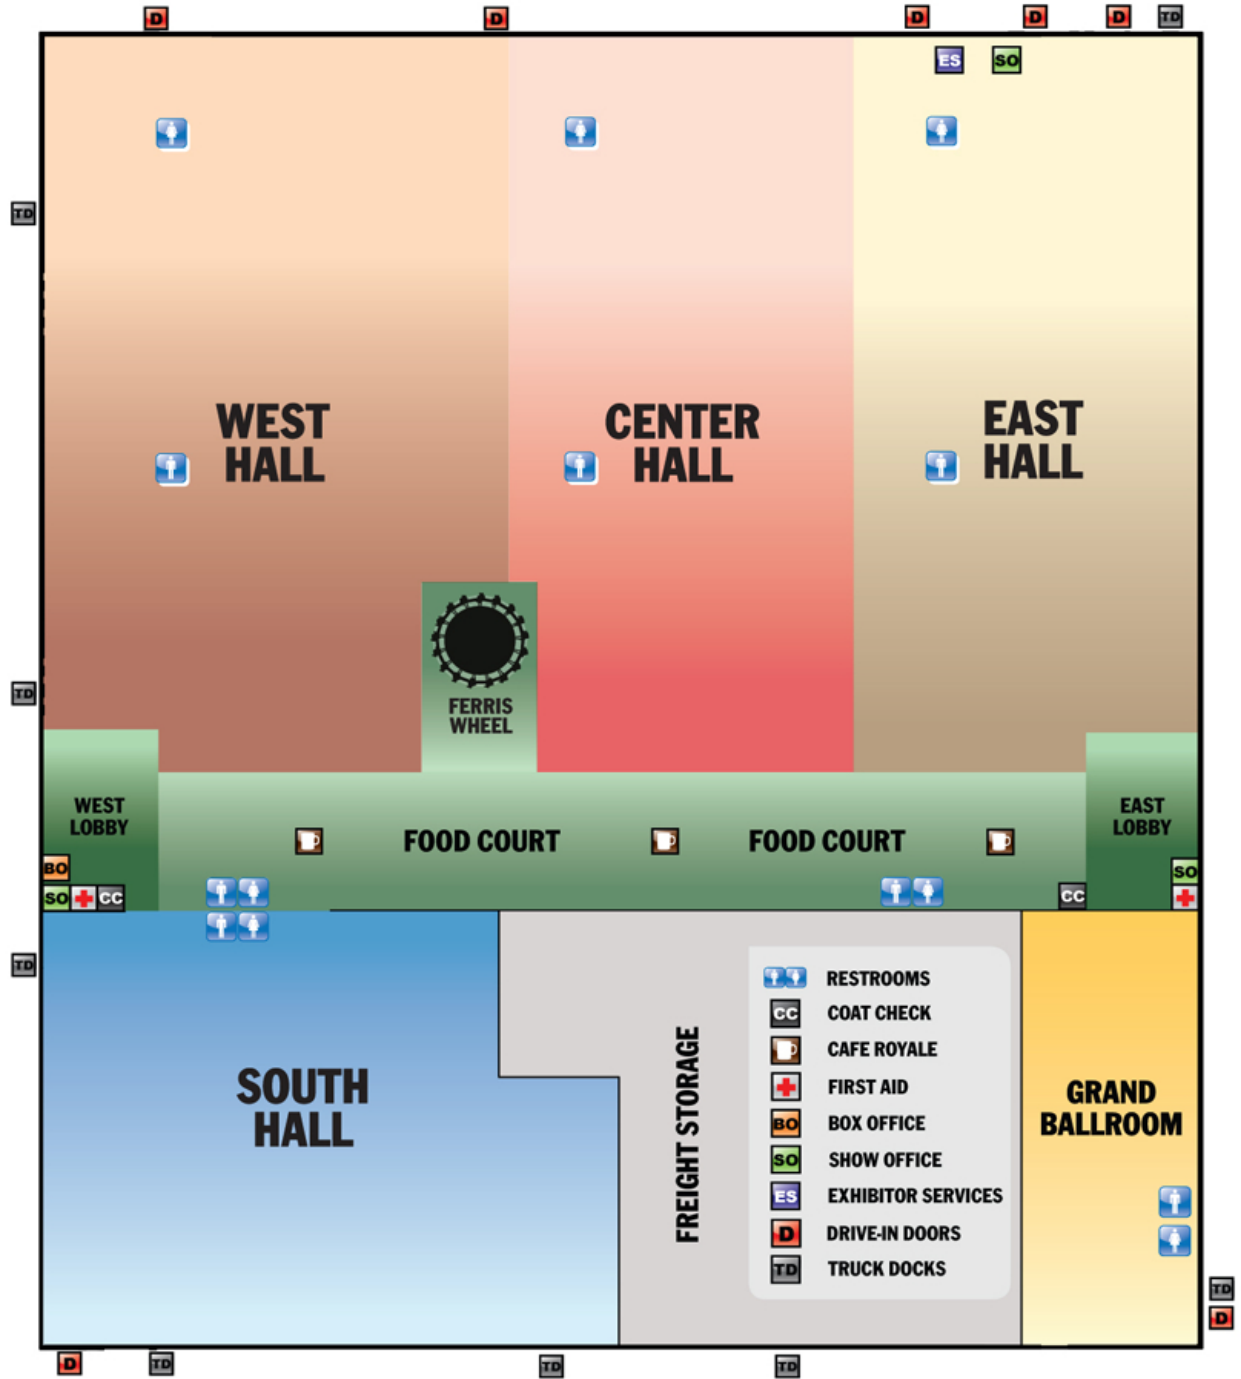 D
D
D
D
D
TD
ES
SO
TD
WEST
HALL
CENTER
HALL
EAST
HALL
TD
FERRIS
WHEEL
WEST
LOBBY
FOOD COURT
FOOD COURT
EAST
LOBBY
BO
SO
CC
CC
SO
TD
SOUTH
HALL
FREIGHT STORAGE
RESTROOMS
CC COAT CHECK
CAFE ROYALE
FIRST AID
BO BOX OFFICE
SO SHOW OFFICE
ES EXHIBITOR SERVICES
D DRIVE-IN DOORS
TD TRUCK DOCKS
GRAND
BALLROOM
TD
D
D
TD
TD
TD